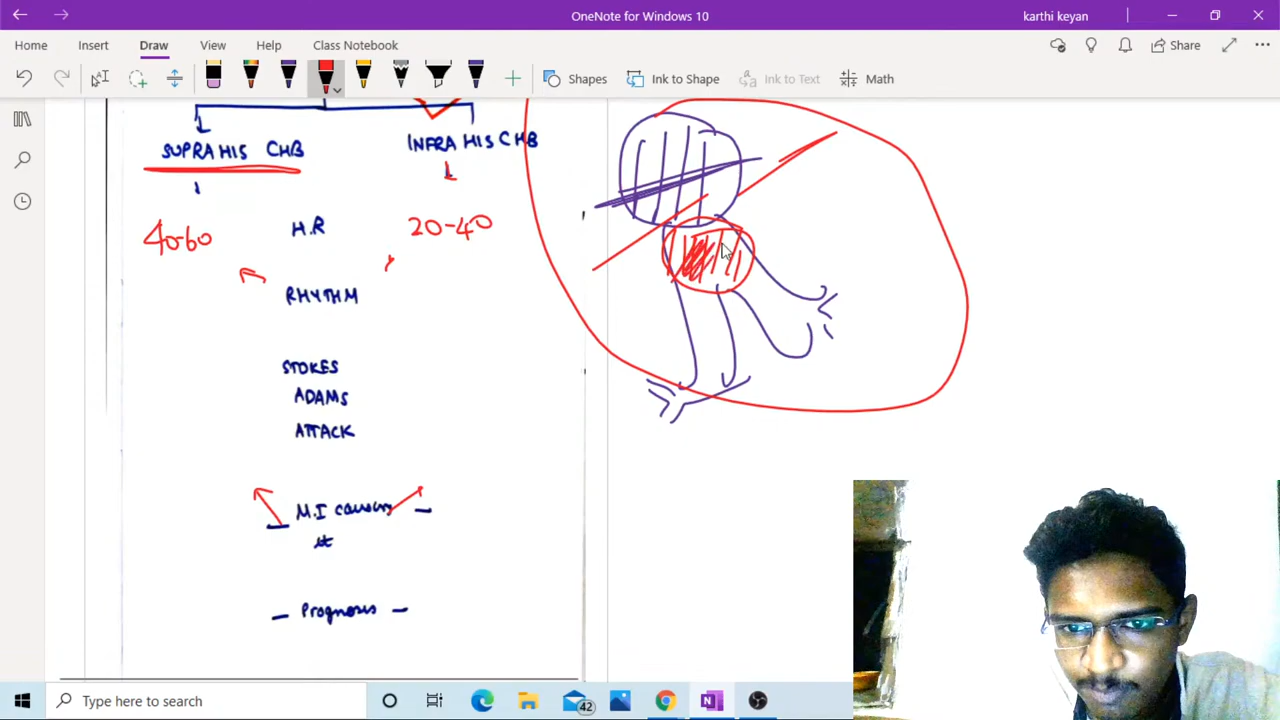 OneNote for Windows 10
karthi keyan
Home Insert Draw View Help Class Notebook
Share
Shapes Ink to Shape Ink to Text Math
SUPRA HIS CHB INFRA HIS CHB
40-60 H.R 20-40
RHYTHM
STOKES
ADAMS
ATTACK
M.I causing
it
Prognosis
Type here to search
42